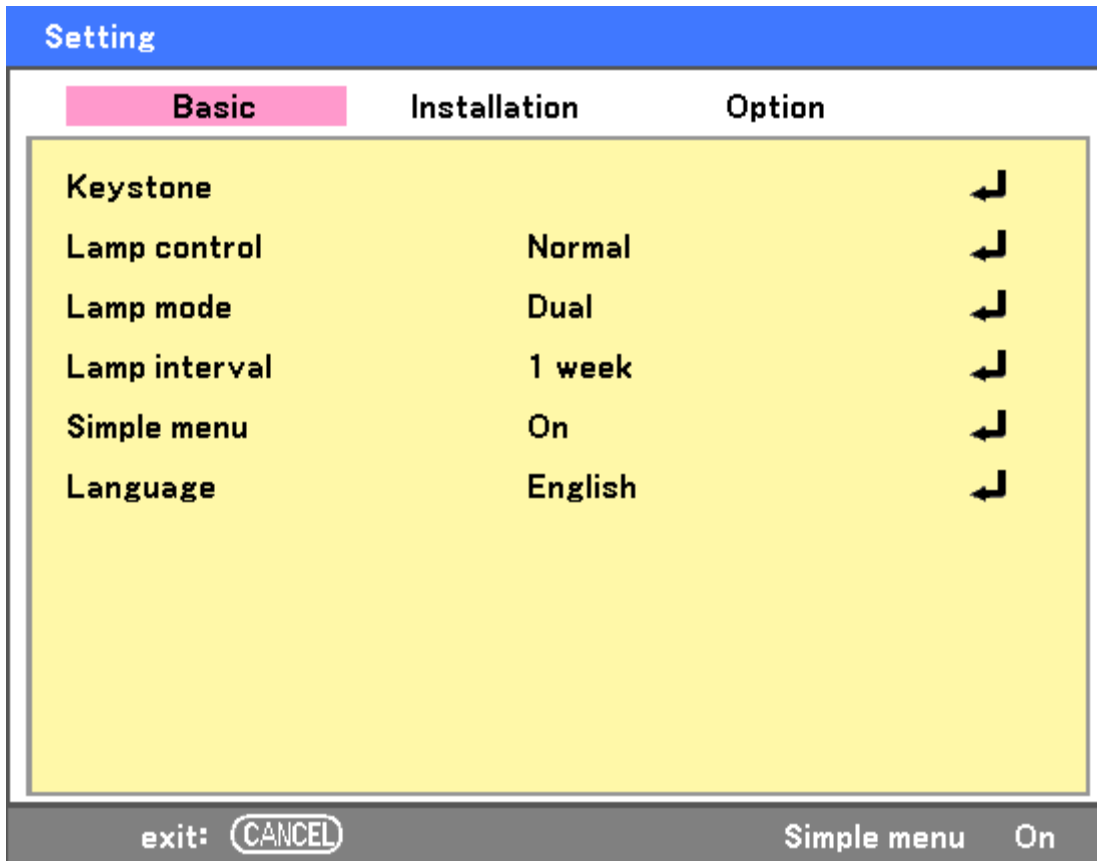 Setting
Basic Installation Option
Keystone
Lamp control Normal
Lamp mode Dual
Lamp interval 1 week
Simple menu On
Language English
exit: CANCEL Simple menu On